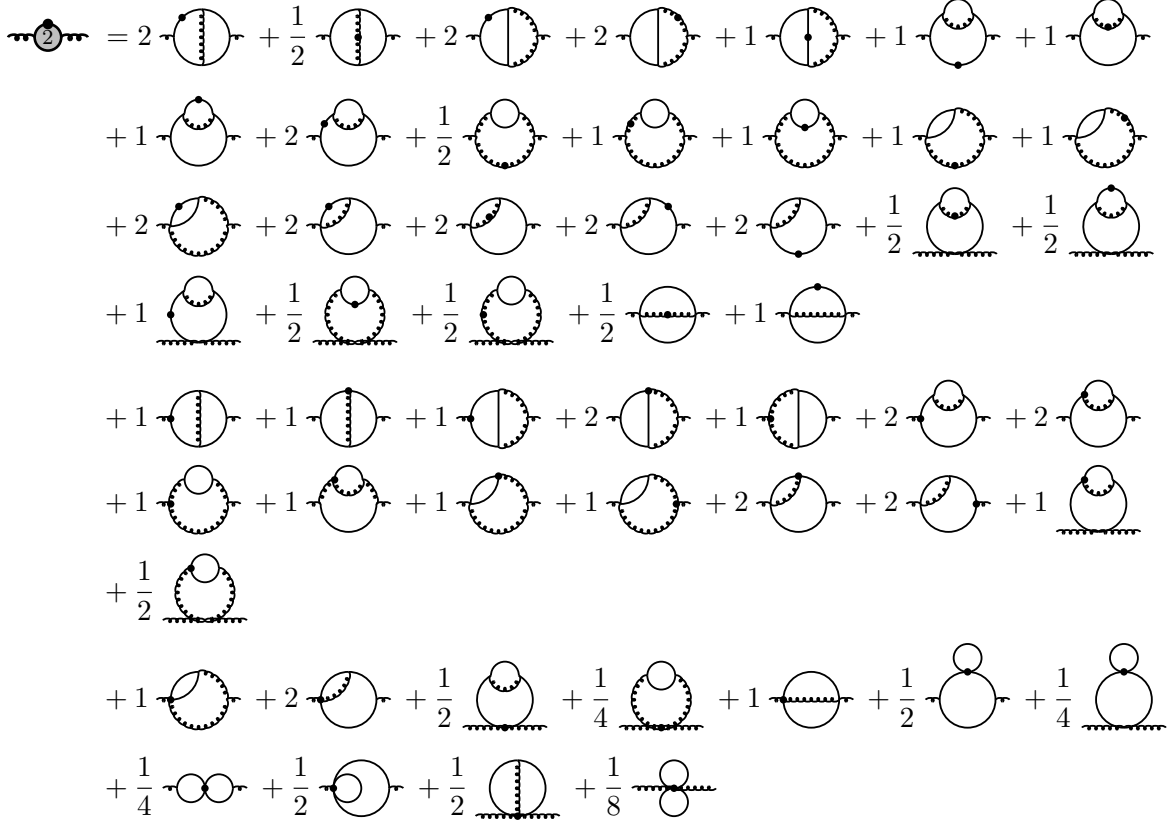 2 = 2 + 1/2 + 2 + 2 + 1 + 1 + 1
+ 1 + 2 + 1/2 + 1 + 1 + 1 + 1
+ 2 + 2 + 2 + 2 + 2 + 1/2 + 1/2
+ 1 + 1/2 + 1/2 + 1/2 + 1
+ 1 + 1 + 1 + 2 + 1 + 2 + 2
+ 1 + 1 + 1 + 1 + 2 + 2 + 1
+ 1/2
+ 1 + 2 + 1/2 + 1/4 + 1 + 1/2 + 1/4
+ 1/4 + 1/2 + 1/2 + 1/8